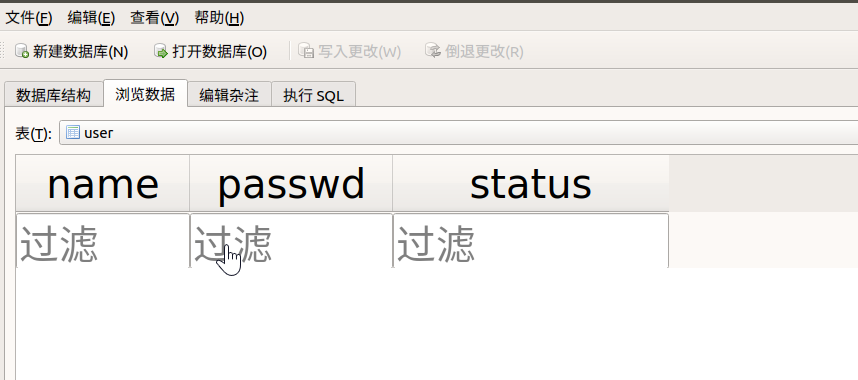 文件(F) 编辑(E) 查看(V) 帮助(H)
新建数据库(N) 打开数据库(O) 写入更改(W) 倒退更改(R)
数据库结构 浏览数据 编辑杂注 执行 SQL
表(T): user
name passwd status
过滤 过滤 过滤